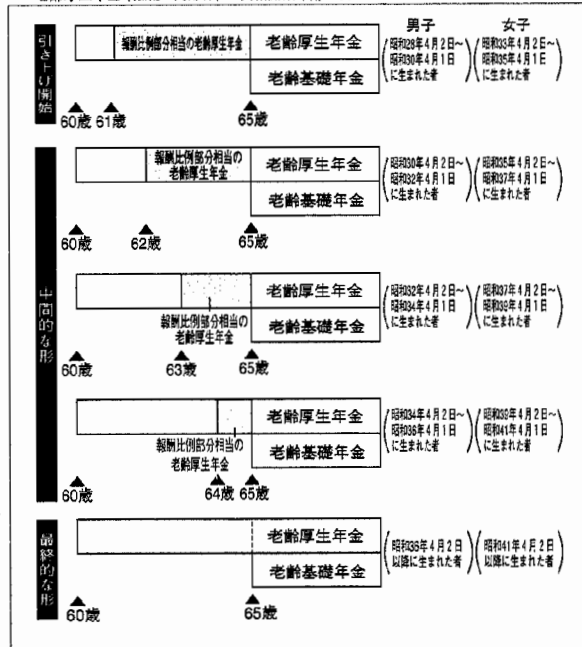 引き下げ開始
男子
女子
報酬比例部分相当の老齢厚生年金
老齢厚生年金
老齢基礎年金
昭和28年4月2日~
昭和30年4月1日
に生まれた者
昭和33年4月2日~
昭和35年4月1日
に生まれた者
60歳
61歳
65歳
中間的な形
報酬比例部分相当の
老齢厚生年金
老齢厚生年金
老齢基礎年金
昭和30年4月2日~
昭和32年4月1日
に生まれた者
昭和35年4月2日~
昭和37年4月1日
に生まれた者
60歳
62歳
65歳
老齢厚生年金
老齢基礎年金
報酬比例部分相当の
老齢厚生年金
昭和32年4月2日~
昭和34年4月1日
に生まれた者
昭和37年4月2日~
昭和39年4月1日
に生まれた者
60歳
63歳
65歳
老齢厚生年金
老齢基礎年金
報酬比例部分相当の
老齢厚生年金
昭和34年4月2日~
昭和36年4月1日
に生まれた者
昭和39年4月2日~
昭和41年4月1日
に生まれた者
60歳
64歳
65歳
最終的な形
老齢厚生年金
老齢基礎年金
昭和36年4月2日
以降に生まれた者
昭和41年4月2日
以降に生まれた者
60歳
65歳